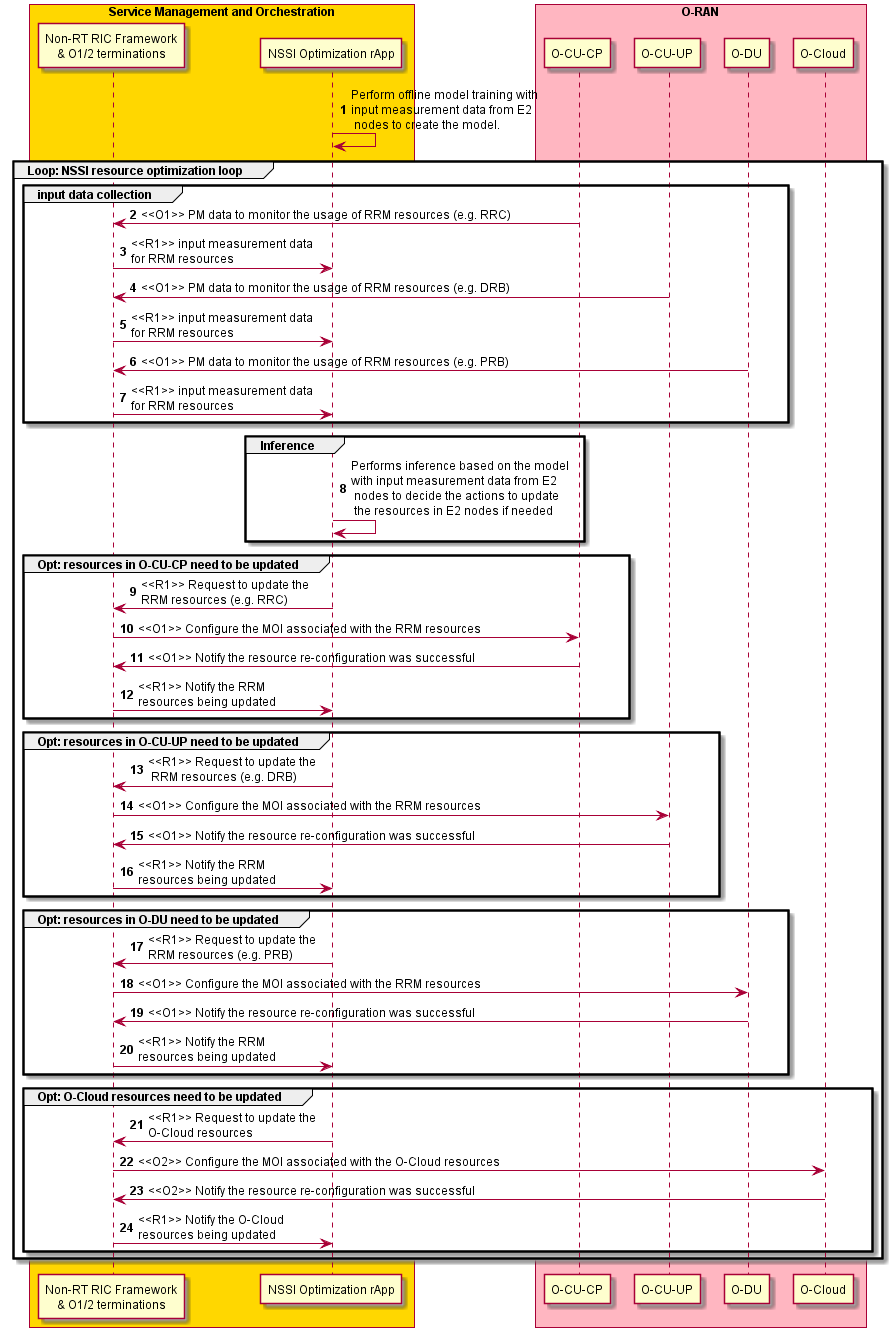 Service Management and Orchestration
O-RAN
Non-RT RIC Framework
& O1/2 terminations
NSSI Optimization rApp
O-CU-CP
O-CU-UP
O-DU
O-Cloud
Perform offline model training with
1 input measurement data from E2
nodes to create the model.
Loop: NSSI resource optimization loop
input data collection
2 <<O1>> PM data to monitor the usage of RRM resources (e.g. RRC)
<<R1>> input measurement data
3 for RRM resources
4 <<O1>> PM data to monitor the usage of RRM resources (e.g. DRB)
<<R1>> input measurement data
5 for RRM resources
6 <<O1>> PM data to monitor the usage of RRM resources (e.g. PRB)
<<R1>> input measurement data
7 for RRM resources
Inference
Performs inference based on the model
with input measurement data from E2
8 nodes to decide the actions to update
the resources in E2 nodes if needed
Opt: resources in O-CU-CP need to be updated
<<R1>> Request to update the
9 RRM resources (e.g. RRC)
10 <<O1>> Configure the MOI associated with the RRM resources
11 <<O1>> Notify the resource re-configuration was successful
<<R1>> Notify the RRM
12 resources being updated
Opt: resources in O-CU-UP need to be updated
<<R1>> Request to update the
13 RRM resources (e.g. DRB)
14 <<O1>> Configure the MOI associated with the RRM resources
15 <<O1>> Notify the resource re-configuration was successful
<<R1>> Notify the RRM
16 resources being updated
Opt: resources in O-DU need to be updated
<<R1>> Request to update the
17 RRM resources (e.g. PRB)
18 <<O1>> Configure the MOI associated with the RRM resources
19 <<O1>> Notify the resource re-configuration was successful
<<R1>> Notify the RRM
20 resources being updated
Opt: O-Cloud resources need to be updated
<<R1>> Request to update the
21 O-Cloud resources
22 <<O2>> Configure the MOI associated with the O-Cloud resources
23 <<O2>> Notify the resource re-configuration was successful
<<R1>> Notify the O-Cloud
24 resources being updated
Non-RT RIC Framework
& O1/2 terminations
NSSI Optimization rApp
O-CU-CP
O-CU-UP
O-DU
O-Cloud